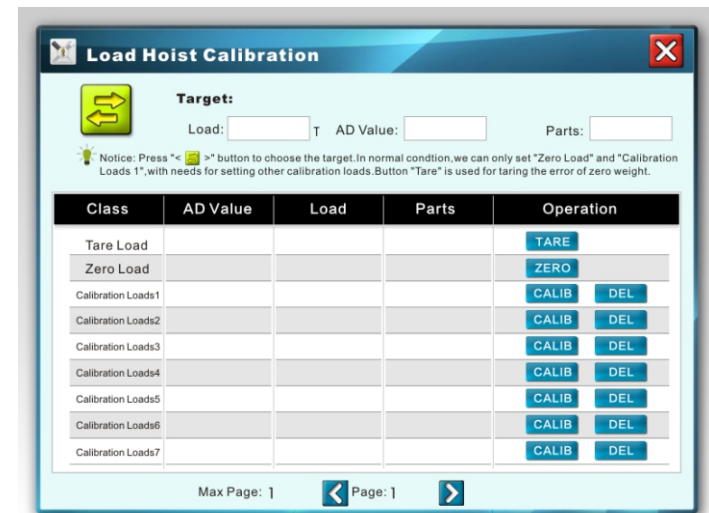 Load Hoist Calibration
Target:
Load: T AD Value: Parts:
Notice: Press "< >" button to choose the target.In normal condtion,we can only set "Zero Load" and "Calibration
Loads 1",with needs for setting other calibration loads.Button "Tare" is used for taring the error of zero weight.
Class AD Value Load Parts Operation
Tare Load TARE
Zero Load ZERO
Calibration Loads1 CALIB DEL
Calibration Loads2 CALIB DEL
Calibration Loads3 CALIB DEL
Calibration Loads4 CALIB DEL
Calibration Loads5 CALIB DEL
Calibration Loads6 CALIB DEL
Calibration Loads7 CALIB DEL
Max Page: 1 Page: 1